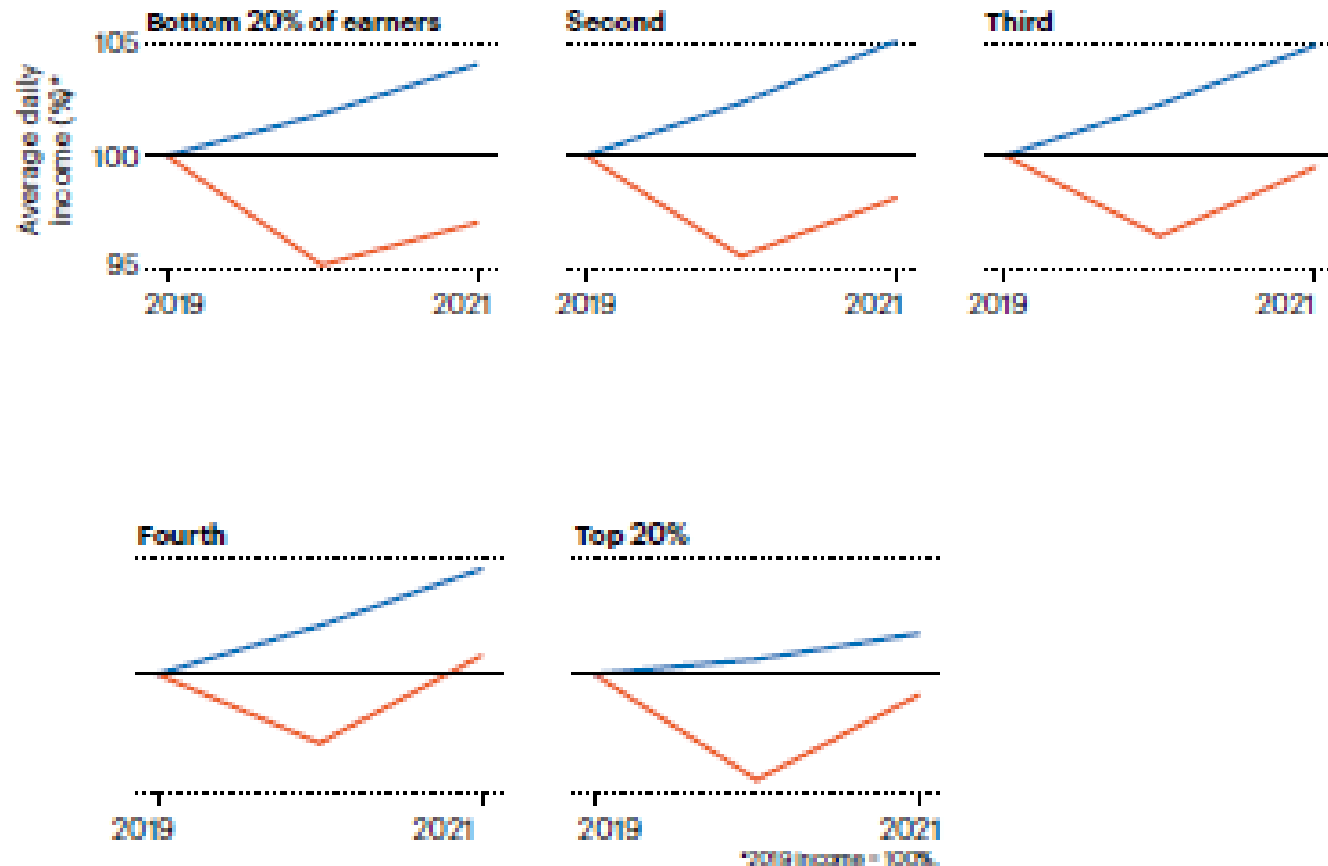 Bottom 20% of earners
Second
Third
105
Average daily
income (%)*
100
95
2019
2021
2019
2021
2019
2021
Fourth
Top 20%
2019
2021
2019
2021
*2019 income = 100%.